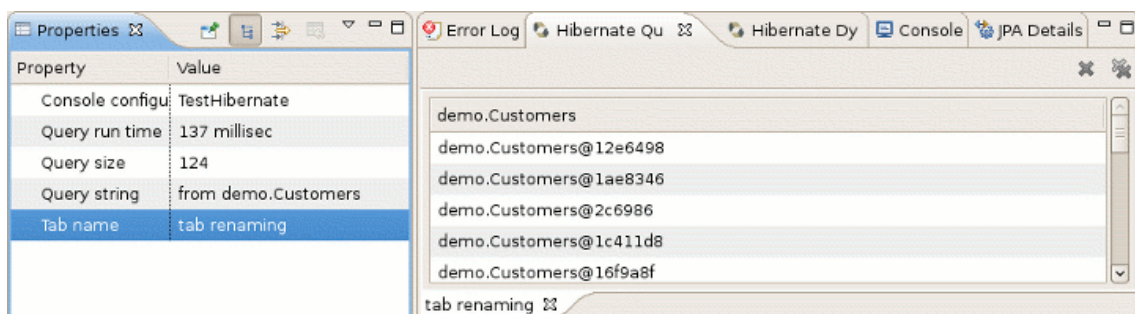 Properties
Property Value
Console configu TestHibernate
Query run time 137 millisec
Query size 124
Query string from demo.Customers
Tab name tab renaming
Error Log Hibernate Qu Hibernate Dy Console JPA Details
demo.Customers
demo.Customers@12e6498
demo.Customers@1ae8346
demo.Customers@2c6986
demo.Customers@1c411d8
demo.Customers@16f9a8f
tab renaming